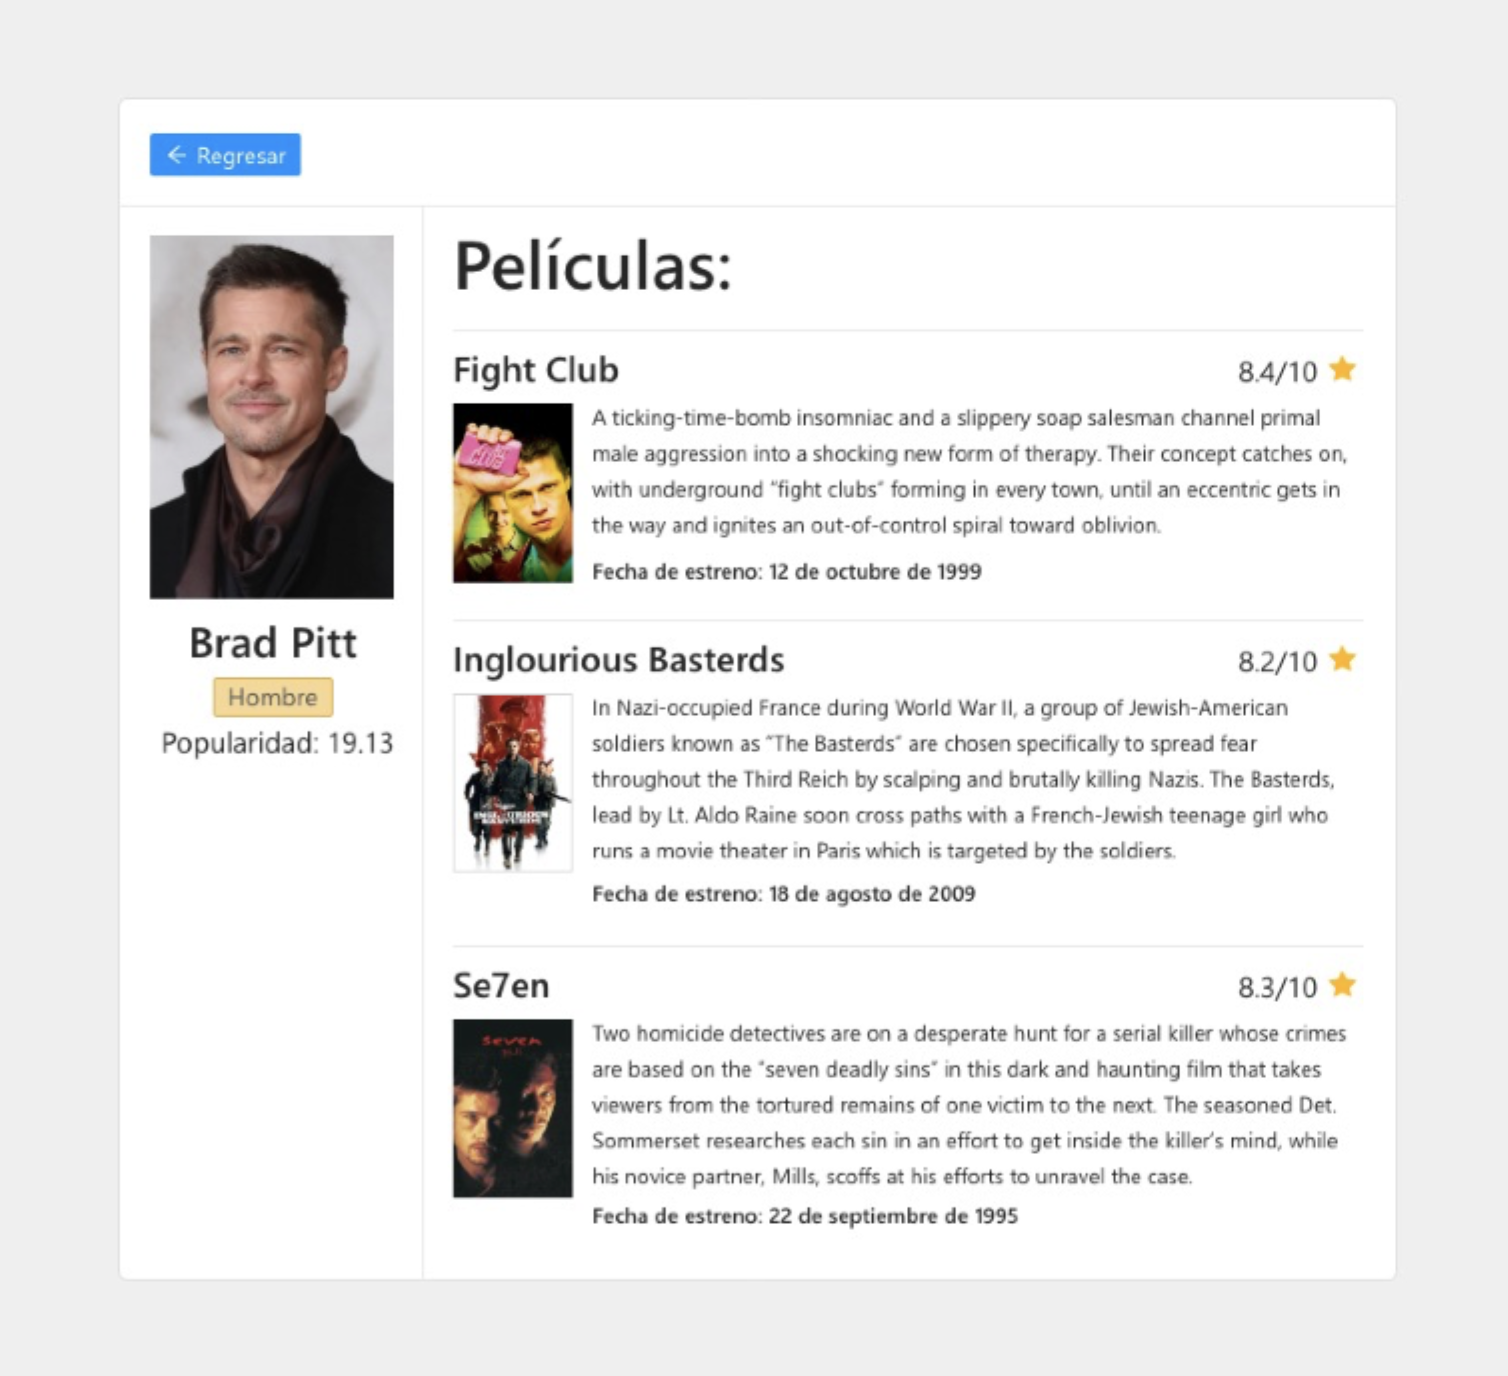 ← Regresar
Películas:
Brad Pitt
Hombre
Popularidad: 19.13
Fight Club
8.4/10
CLUB
A ticking-time-bomb insomniac and a slippery soap salesman channel primal
male aggression into a shocking new form of therapy. Their concept catches on,
with underground "fight clubs" forming in every town, until an eccentric gets in
the way and ignites an out-of-control spiral toward oblivion.
Fecha de estreno: 12 de octubre de 1999
Inglourious Basterds
8.2/10
In Nazi-occupied France during World War II, a group of Jewish-American
soldiers known as "The Basterds" are chosen specifically to spread fear
throughout the Third Reich by scalping and brutally killing Nazis. The Basterds,
lead by Lt. Aldo Raine soon cross paths with a French-Jewish teenage girl who
runs a movie theater in Paris which is targeted by the soldiers.
Fecha de estreno: 18 de agosto de 2009
Se7en
8.3/10
seven
Two homicide detectives are on a desperate hunt for a serial killer whose crimes
are based on the "seven deadly sins" in this dark and haunting film that takes
viewers from the tortured remains of one victim to the next. The seasoned Det.
Sommerset researches each sin in an effort to get inside the killer's mind, while
his novice partner, Mills, scoffs at his efforts to unravel the case.
Fecha de estreno: 22 de septiembre de 1995